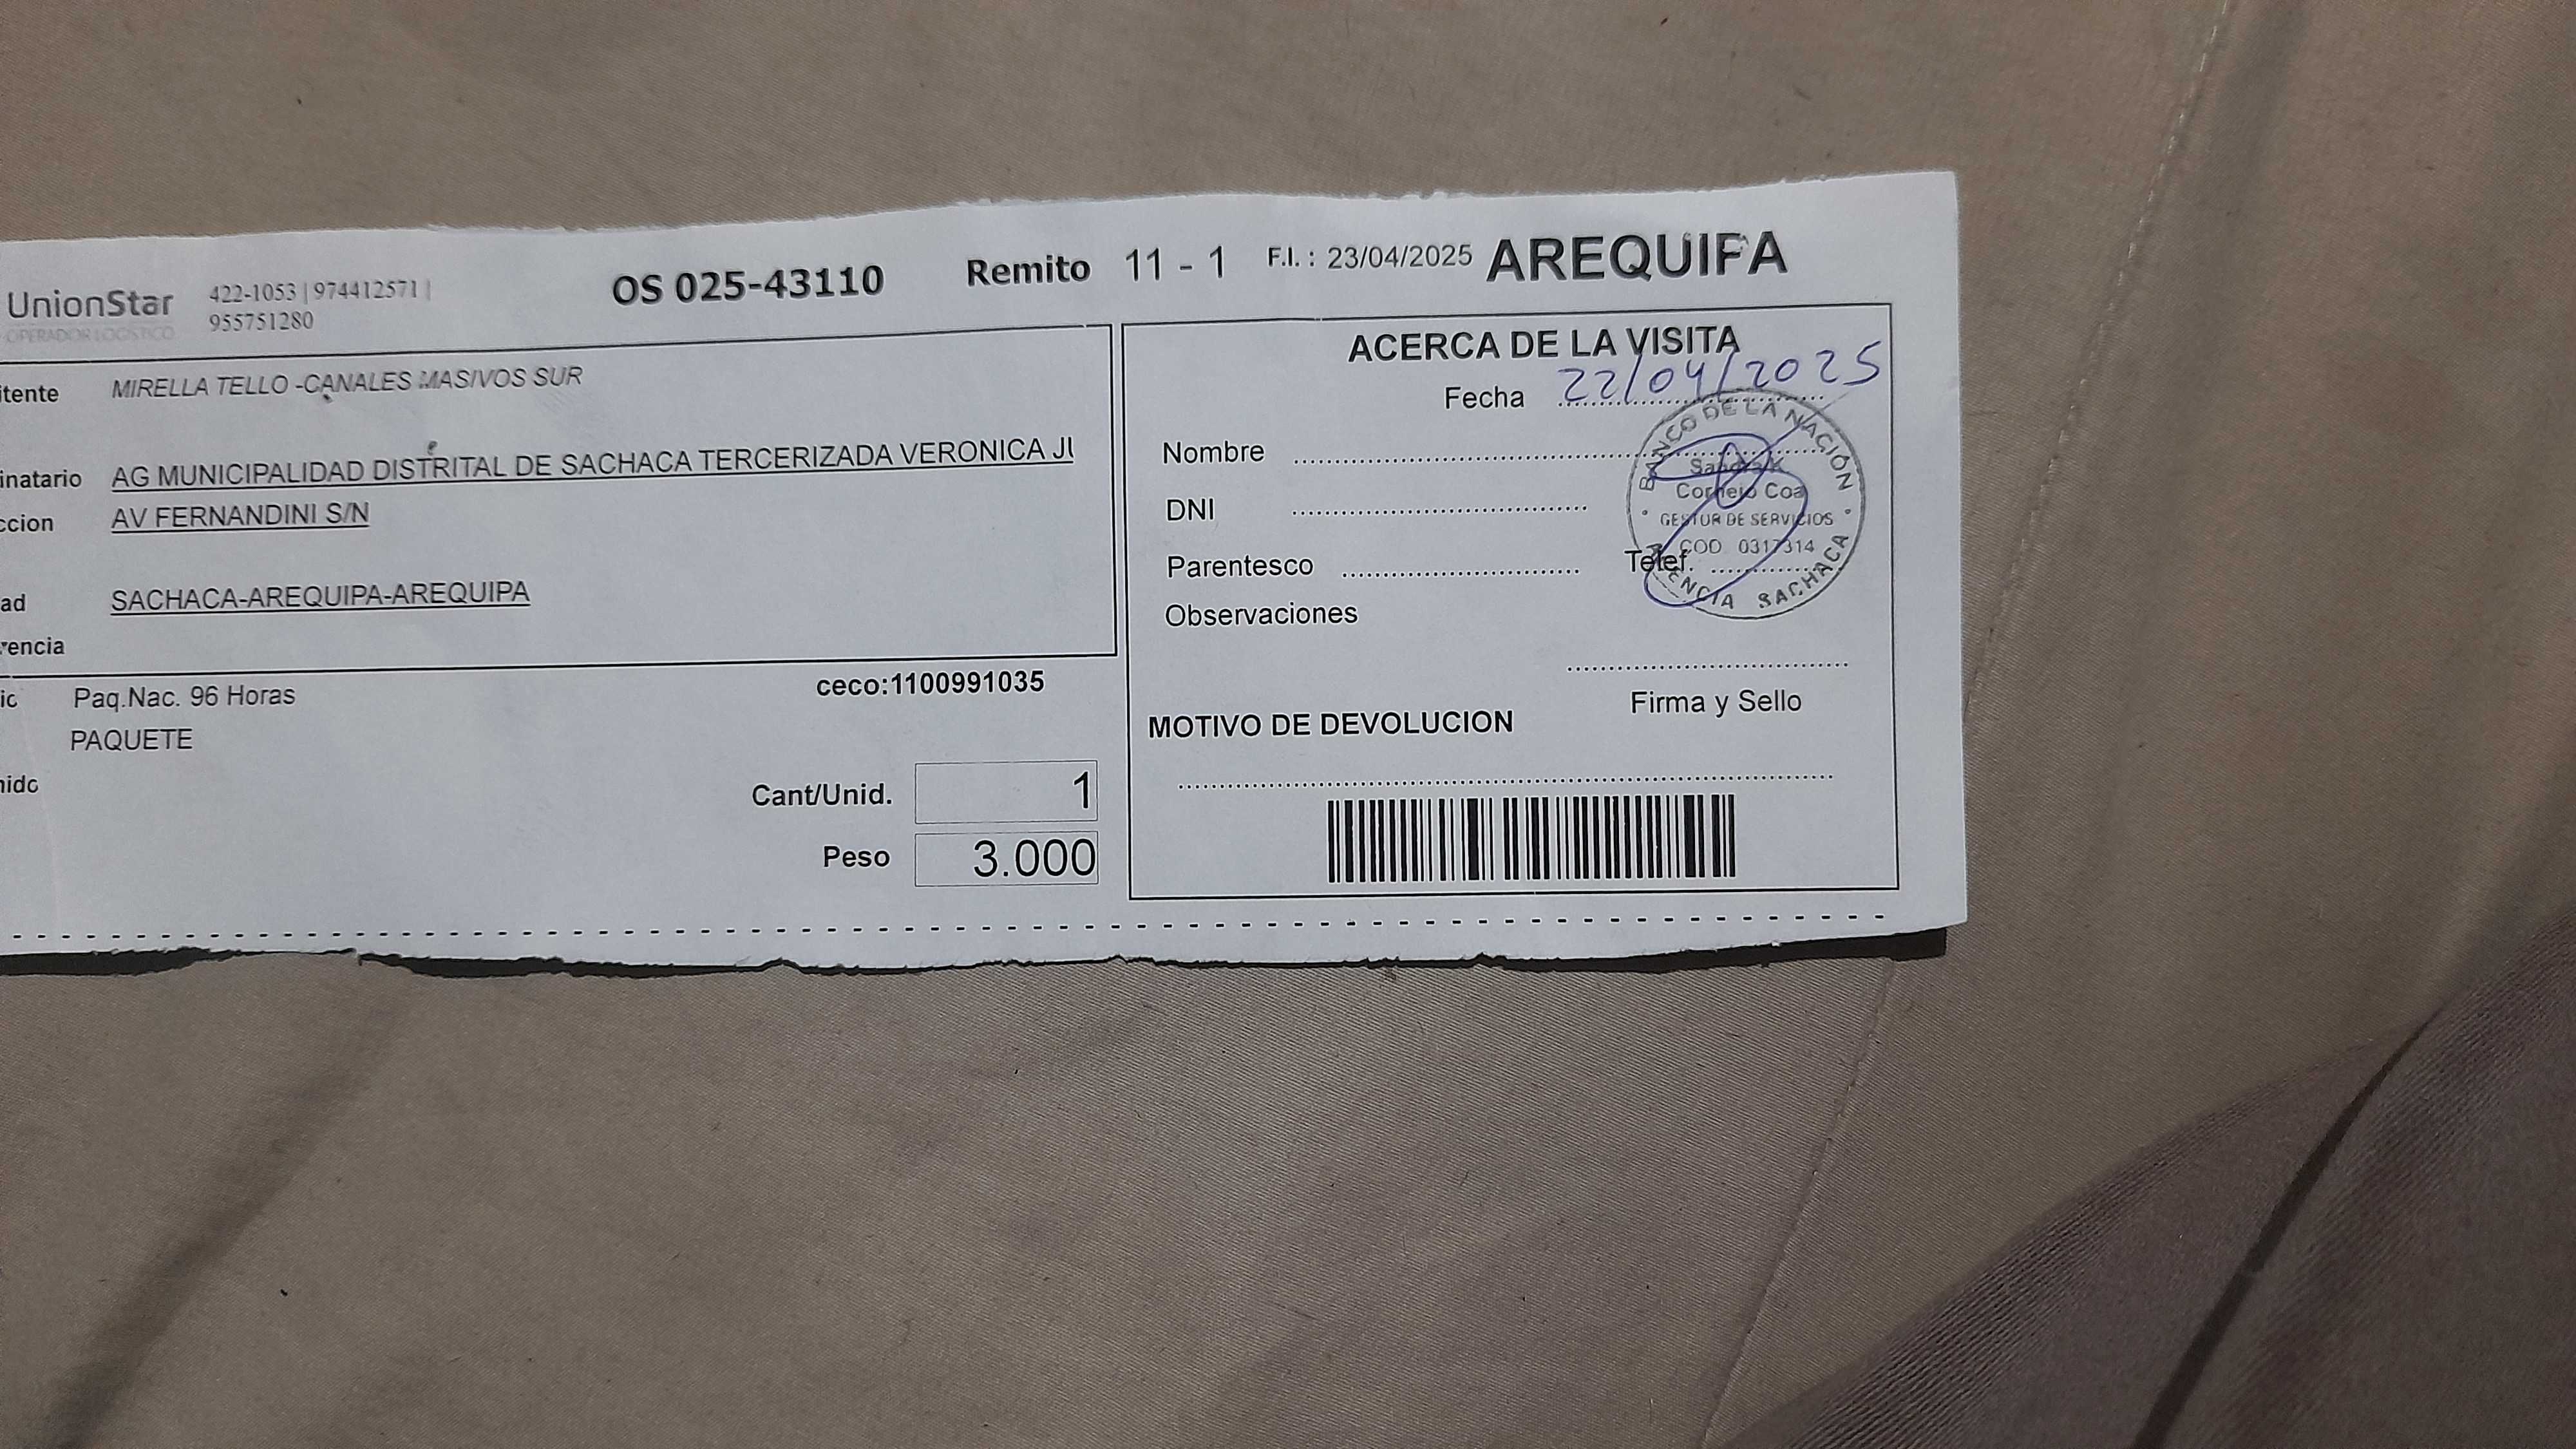 UnionStar
OPERADOR LOGISTICO
422-1053 | 974412571 |
955751280
OS 025-43110
Remito 11 - 1
F.I. : 23/04/2025
AREQUIPA
itente MIRELLA TELLO -CANALES MASIVOS SUR
inatario AG MUNICIPALIDAD DISTRITAL DE SACHACA TERCERIZADA VERONICA JU
ccion AV FERNANDINI S/N
ad SACHACA-AREQUIPA-AREQUIPA
rencia
ic Paq.Nac. 96 Horas
ceco:1100991035
PAQUETE
nido
Cant/Unid. 1
Peso 3.000
ACERCA DE LA VISITA
Fecha 22/04/2025
Nombre
DNI
Parentesco
Telef.
Observaciones
BANCO DE LA NACIÓN
Sandra K.
Cornejo Coa
GESTOR DE SERVICIOS
COD. 0317314
AGENCIA SACHACA
Firma y Sello
MOTIVO DE DEVOLUCION